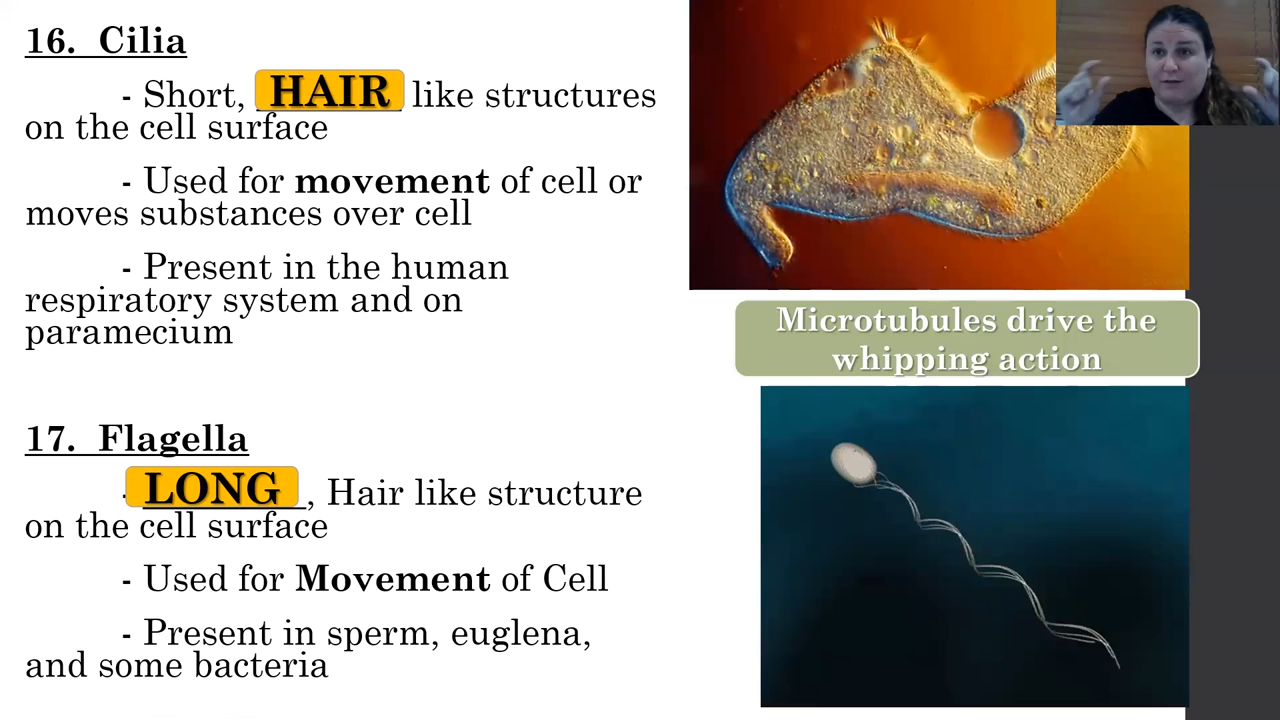 16. Cilia
- Short, HAIR like structures
on the cell surface
- Used for movement of cell or
moves substances over cell
- Present in the human
respiratory system and on
paramecium
Microtubules drive the
whipping action
17. Flagella
- LONG, Hair like structure
on the cell surface
- Used for Movement of Cell
- Present in sperm, euglena,
and some bacteria